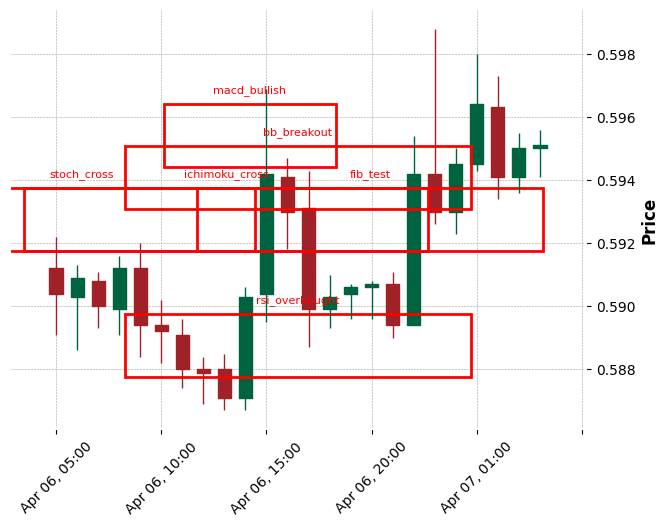 macd_bullish
bb_breakout
stoch_cross
ichimoku_cross
fib_test
rsi_overbought
0.598
0.596
0.594
0.592
0.590
0.588
Price
Apr 06, 05:00
Apr 06, 10:00
Apr 06, 15:00
Apr 06, 20:00
Apr 07, 01:00